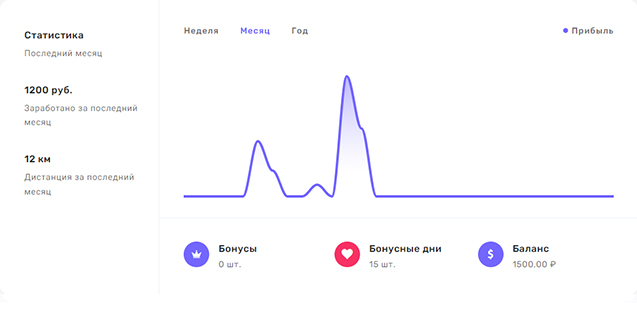 Статистика
Последний месяц
1200 руб.
Заработано за последний
месяц
12 км
Дистанция за последний
месяц
Неделя Месяц Год
Прибыль
Бонусы
0 шт.
Бонусные дни
15 шт.
Баланс
1500,00 ₽